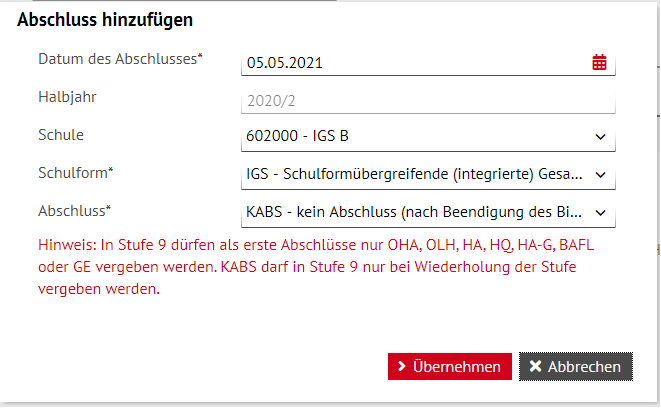 Abschluss hinzufügen
Datum des Abschlusses* 05.05.2021
Halbjahr 2020/2
Schule 602000 - IGS B
Schulform* IGS - Schulformübergreifende (integrierte) Gesa...
Abschluss* KABS - kein Abschluss (nach Beendigung des Bi...
Hinweis: In Stufe 9 dürfen als erste Abschlüsse nur OHA, OLH, HA, HQ, HA-G, BAFL
oder GE vergeben werden. KABS darf in Stufe 9 nur bei Wiederholung der Stufe
vergeben werden.
Übernehmen Abbrechen